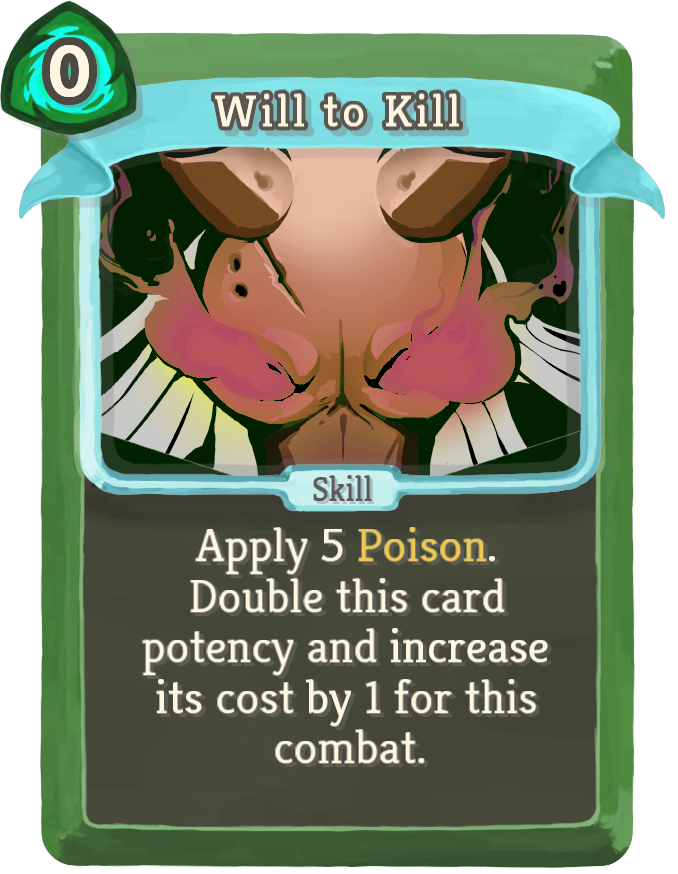 0
Will to Kill
Skill
Apply 5 Poison.
Double this card
potency and increase
its cost by 1 for this
combat.